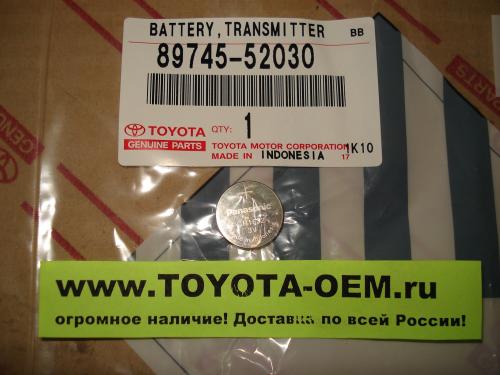 BATTERY, TRANSMITTER BB
89745-52030
TOYOTA QTY: 1
GENUINE PARTS TOYOTA MOTOR CORPORATION 1K10
MADE IN INDONESIA 17
Panasonic
www.TOYOTA-OEM.ru
огромное наличие! Доставка по всей России!